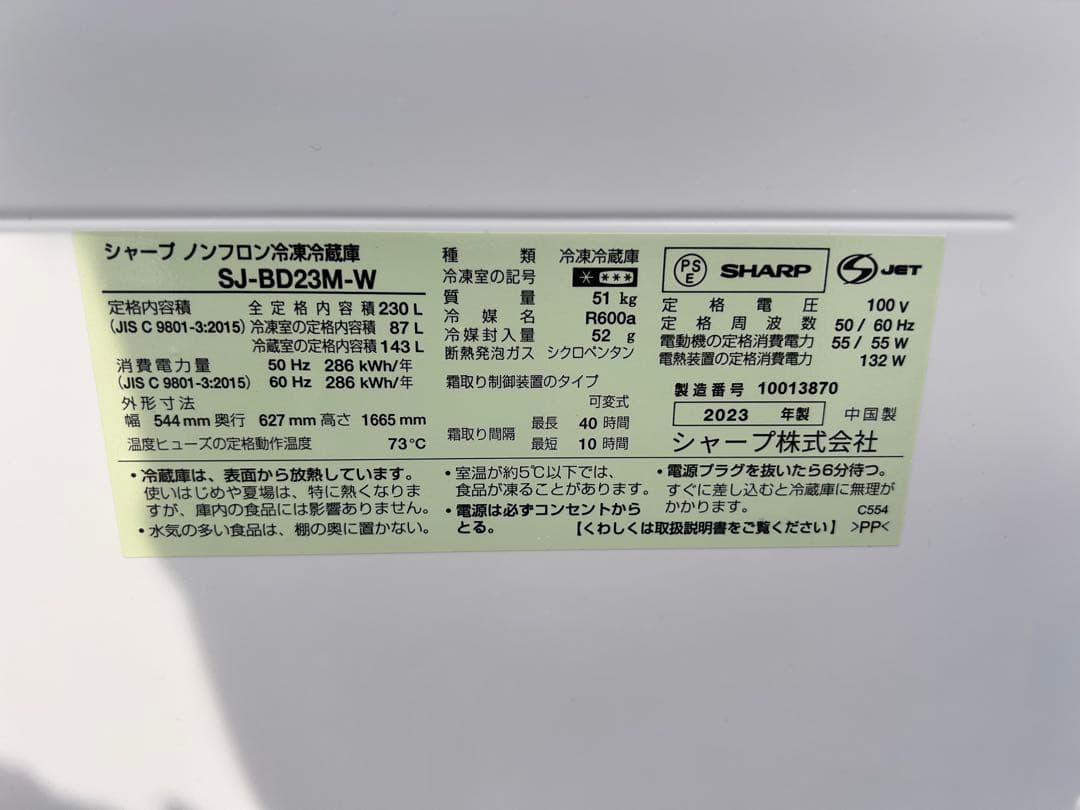 シャープ ノンフロン冷凍冷蔵庫
SJ-BD23M-W
定格内容積 全定格内容積 230 L
(JIS C 9801-3:2015) 冷凍室の定格内容積 87 L
冷蔵室の定格内容積 143 L
消費電力量 50 Hz 286 kWh/年
(JIS C 9801-3:2015) 60 Hz 286 kWh/年
外形寸法
幅 544 mm 奥行 627 mm 高さ 1665 mm
温度ヒューズの定格動作温度 73℃
種類 冷凍冷蔵庫
冷凍室の記号 * ***
質量 51 kg
冷媒名 R600a
冷媒封入量 52 g
断熱発泡ガス シクロペンタン
霜取り制御装置のタイプ
可変式
霜取り間隔 最長 40 時間
最短 10 時間
PSE SHARP JET
定格電圧 100 V
定格周波数 50 / 60 Hz
電動機の定格消費電力 55 / 55 W
電熱装置の定格消費電力 132 W
製造番号 10013870
2023 年製 中国製
シャープ株式会社
・冷蔵庫は、表面から放熱しています。
使いはじめや夏場は、特に熱くなりま
すが、庫内の食品には影響ありません。
・水気の多い食品は、棚の奥に置かない。
・室温が約5℃以下では、
食品が凍ることがあります。
・電源は必ずコンセントから
とる。
・電源プラグを抜いたら6分待つ。
すぐに差し込むと冷蔵庫に無理が
かかります。 C554
【くわしくは取扱説明書をご覧ください】 >PP<